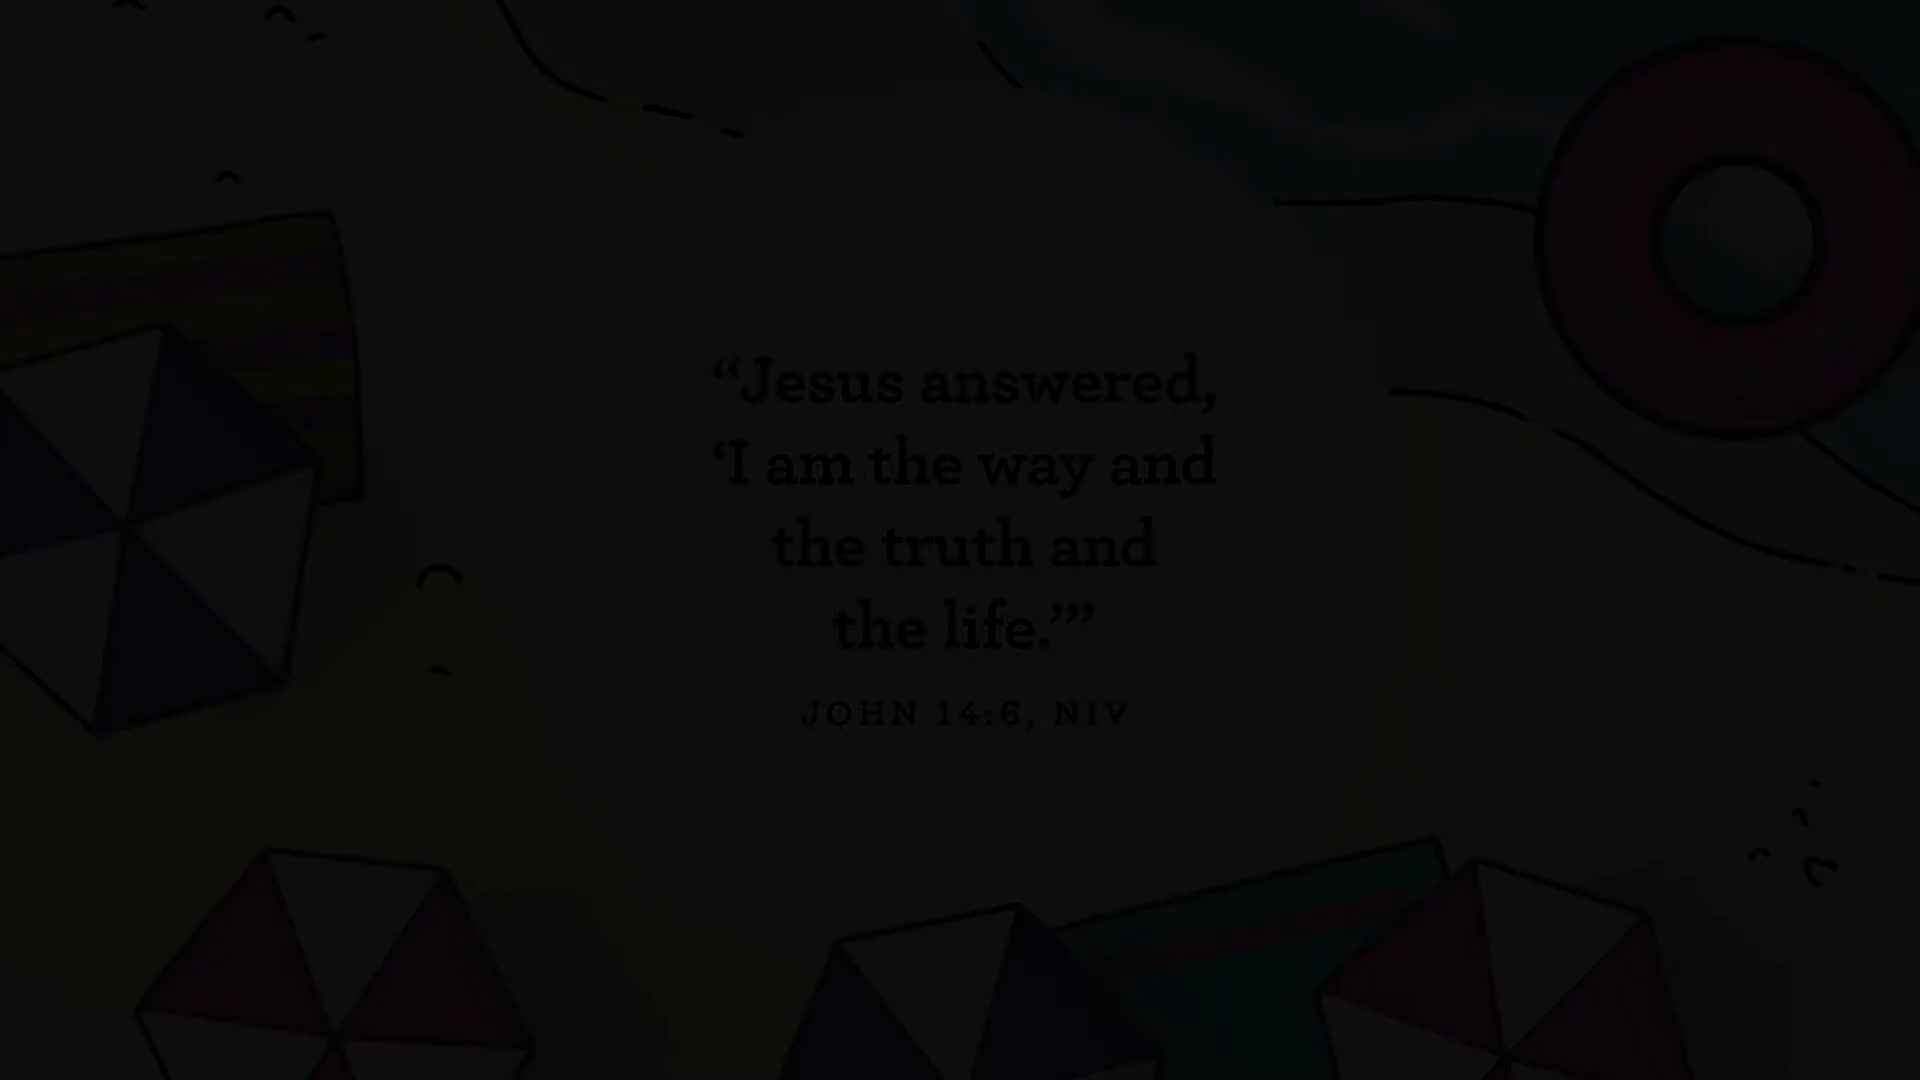 “Jesus answered,
‘I am the way and
the truth and
the life.’”
JOHN 14:6, NIV